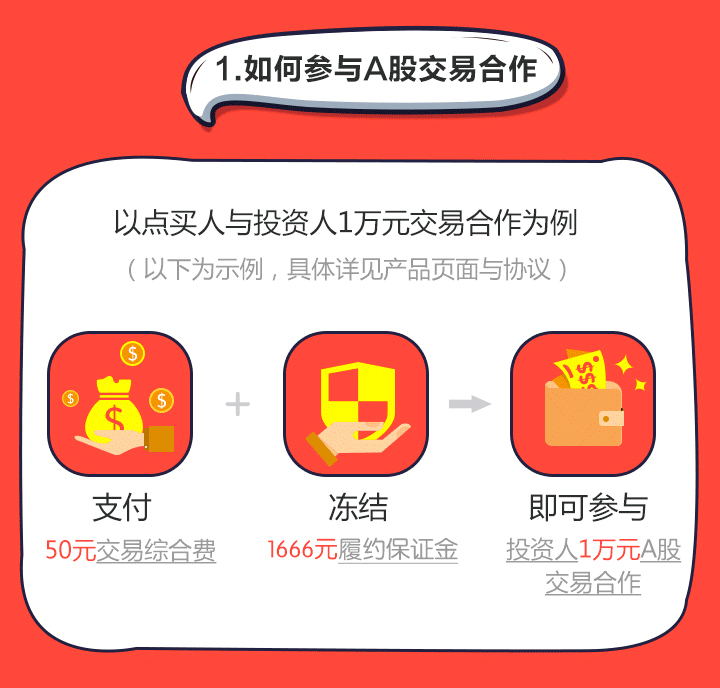 1.如何参与A股交易合作
以点买人与投资人1万元交易合作为例
（以下为示例，具体详见产品页面与协议）
支付
50元交易综合费
冻结
1666元履约保证金
即可参与
投资人1万元A股
交易合作